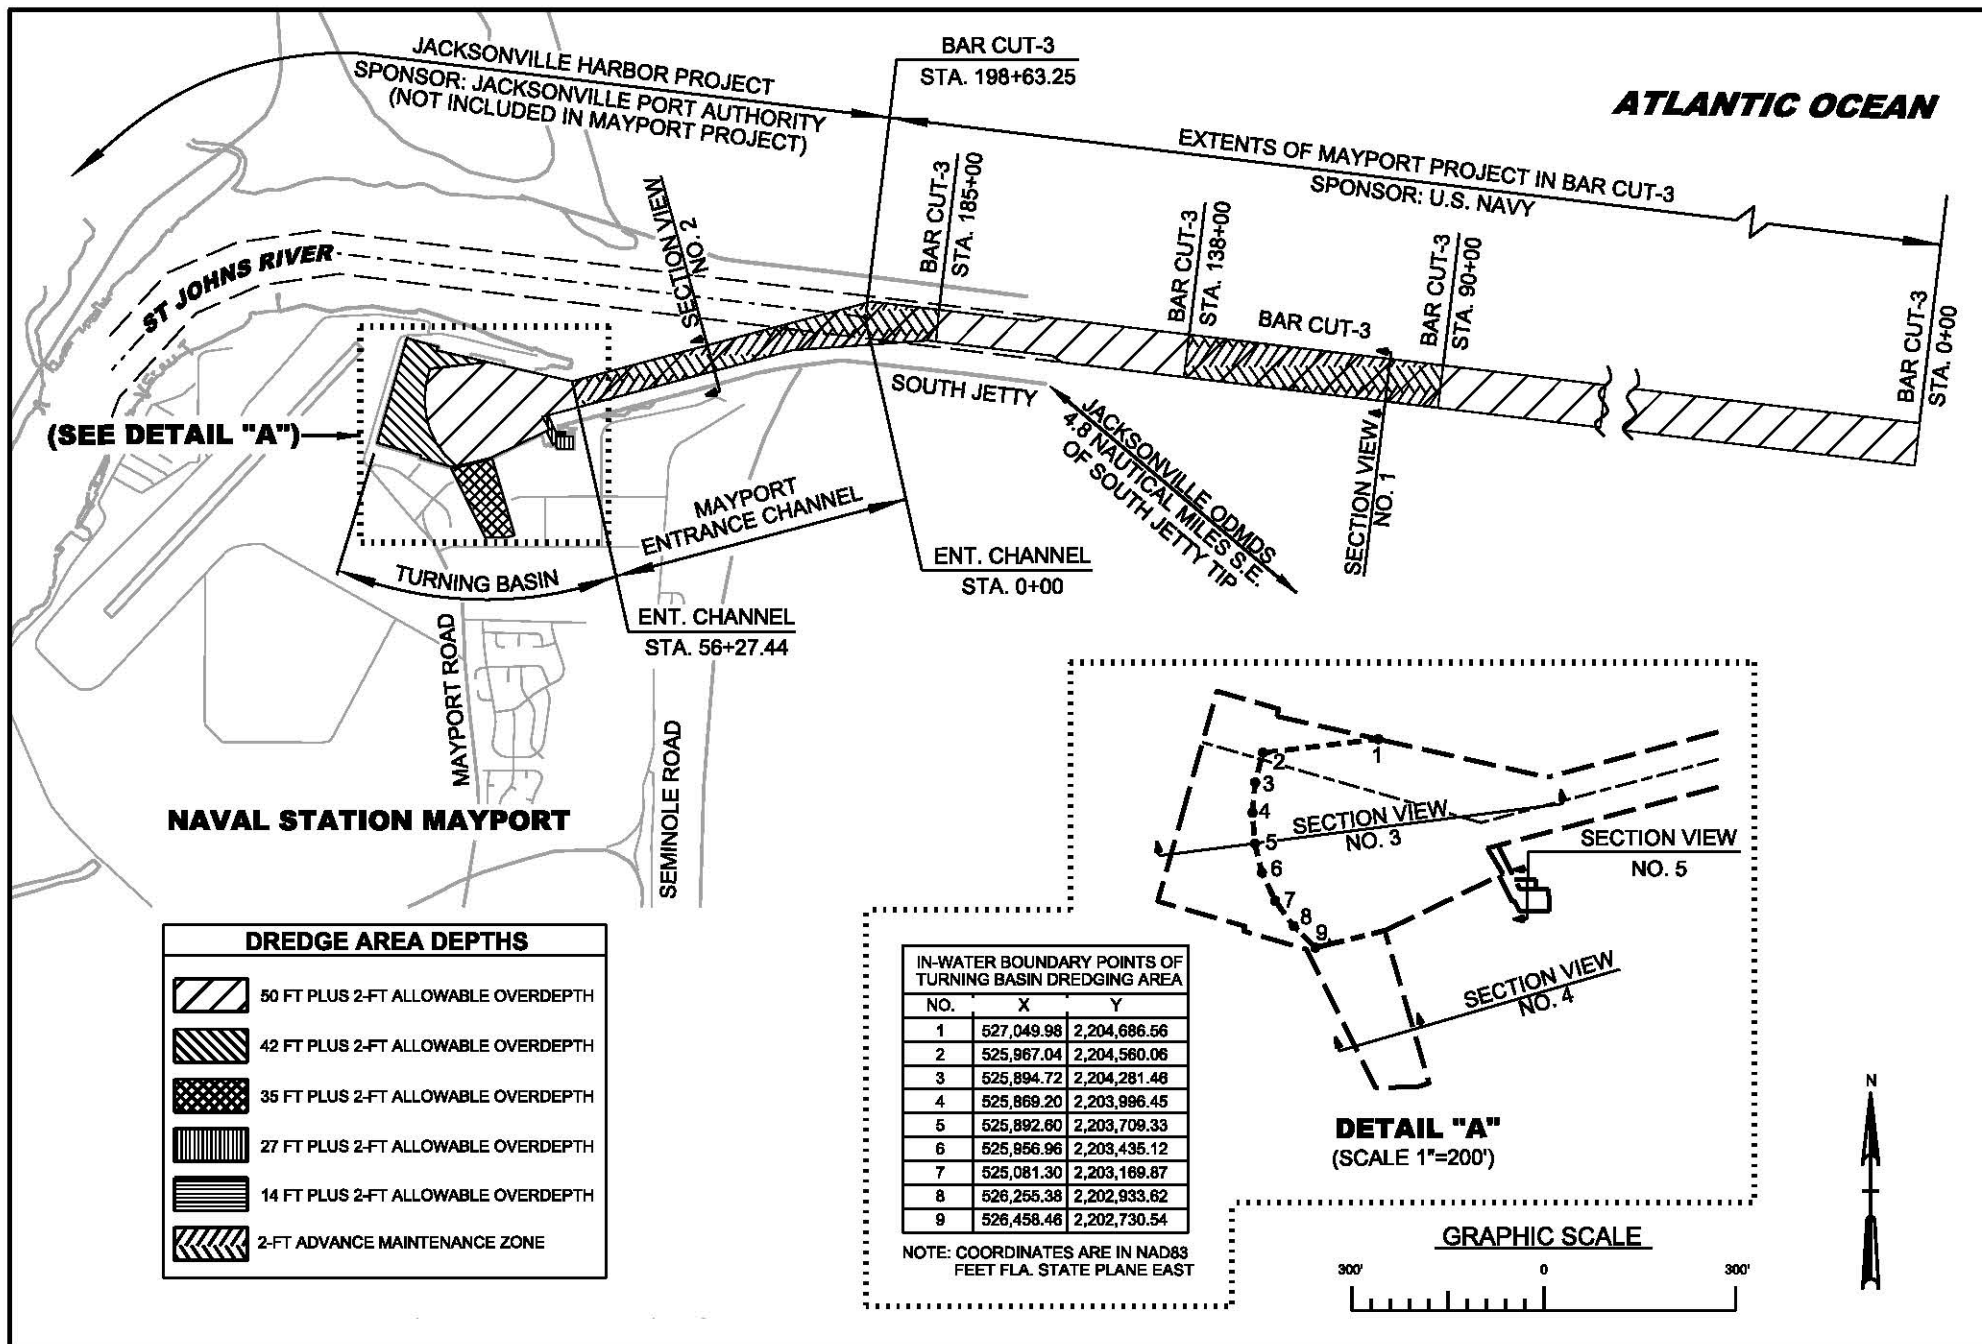 JACKSONVILLE HARBOR PROJECT
SPONSOR: JACKSONVILLE PORT AUTHORITY
(NOT INCLUDED IN MAYPORT PROJECT)
BAR CUT-3
STA. 198+63.25
ATLANTIC OCEAN
EXTENTS OF MAYPORT PROJECT IN BAR CUT-3
SPONSOR: U.S. NAVY
SECTION VIEW
NO. 2
BAR CUT-3
STA. 185+00
BAR CUT-3
STA. 138+00
BAR CUT-3
STA. 90+00
BAR CUT-3
STA. 0+00
ST JOHNS RIVER
BAR CUT-3
SOUTH JETTY
(SEE DETAIL "A")
JACKSONVILLE ODMDS
4.8 NAUTICAL MILES S.E.
OF SOUTH JETTY TIP
SECTION VIEW
NO. 1
MAYPORT
ENTRANCE CHANNEL
TURNING BASIN
ENT. CHANNEL
STA. 0+00
ENT. CHANNEL
STA. 56+27.44
MAYPORT ROAD
SEMINOLE ROAD
NAVAL STATION MAYPORT
DREDGE AREA DEPTHS
50 FT PLUS 2-FT ALLOWABLE OVERDEPTH
42 FT PLUS 2-FT ALLOWABLE OVERDEPTH
35 FT PLUS 2-FT ALLOWABLE OVERDEPTH
27 FT PLUS 2-FT ALLOWABLE OVERDEPTH
14 FT PLUS 2-FT ALLOWABLE OVERDEPTH
2-FT ADVANCE MAINTENANCE ZONE
IN-WATER BOUNDARY POINTS OF
TURNING BASIN DREDGING AREA
NO. X Y
1 527,049.98 2,204,686.56
2 525,967.04 2,204,560.06
3 525,894.72 2,204,281.46
4 525,869.20 2,203,996.45
5 525,892.60 2,203,709.33
6 525,956.96 2,203,435.12
7 525,081.30 2,203,169.87
8 526,255.38 2,202,933.62
9 526,458.46 2,202,730.54
NOTE: COORDINATES ARE IN NAD83
FEET FLA. STATE PLANE EAST
1
2
3
4
5
6
7
8
9
SECTION VIEW
NO. 3
SECTION VIEW
NO. 5
SECTION VIEW
NO. 4
DETAIL "A"
(SCALE 1"=200')
N
GRAPHIC SCALE
300' 0 300'